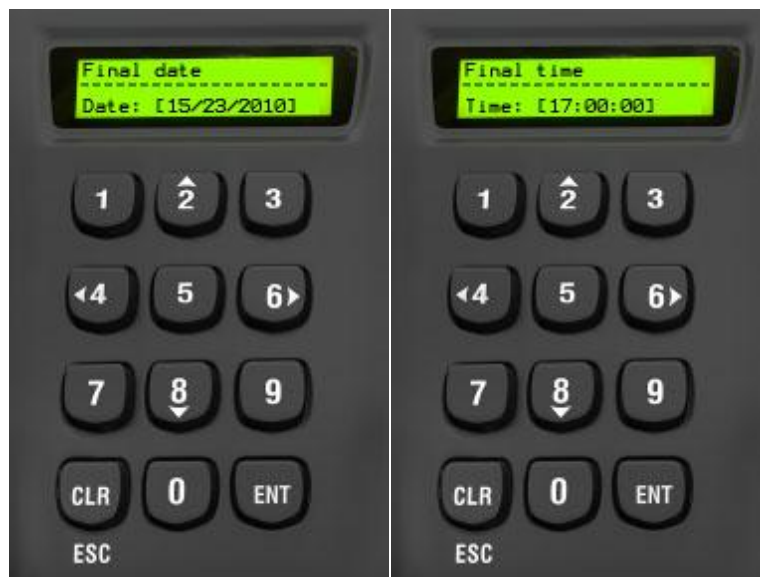 Final date
Date: [15/23/2010]
1 2 3
4 5 6
7 8 9
CLR 0 ENT
ESC
Final time
Time: [17:00:00]
1 2 3
4 5 6
7 8 9
CLR 0 ENT
ESC